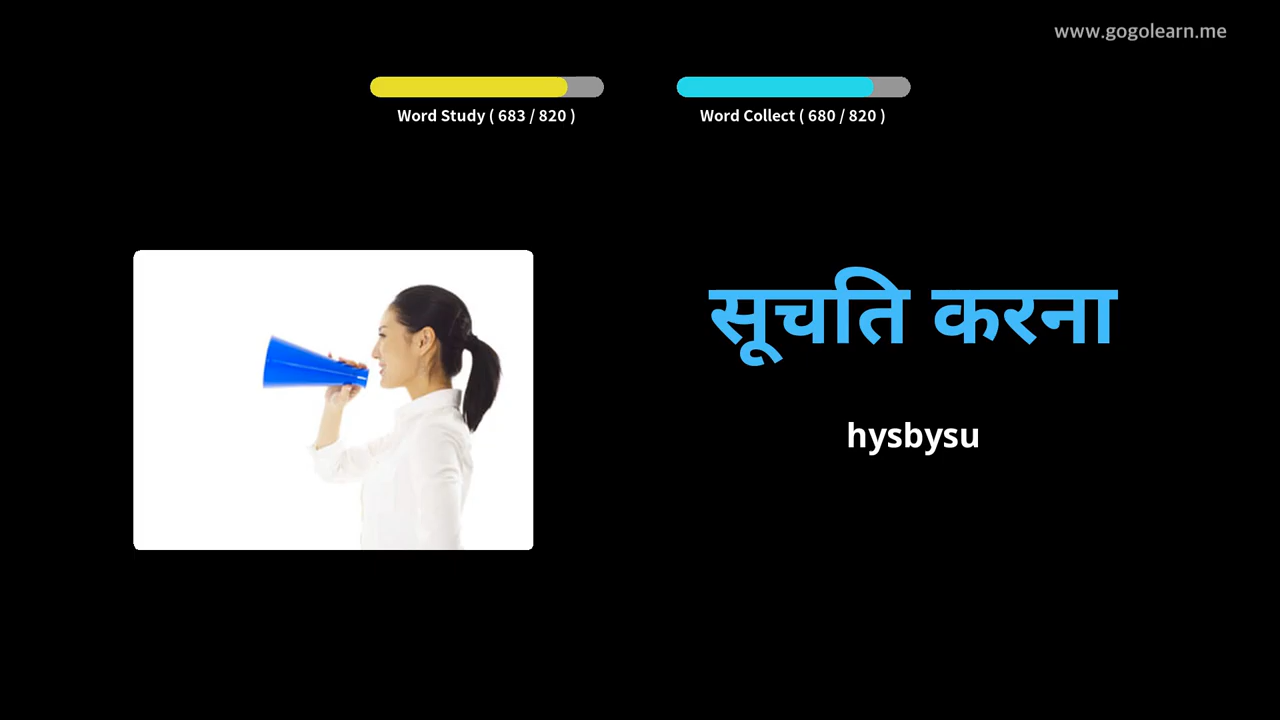 www.gogolearn.me
Word Study ( 683 / 820 )
Word Collect ( 680 / 820 )
सूचति करना
hysbysu